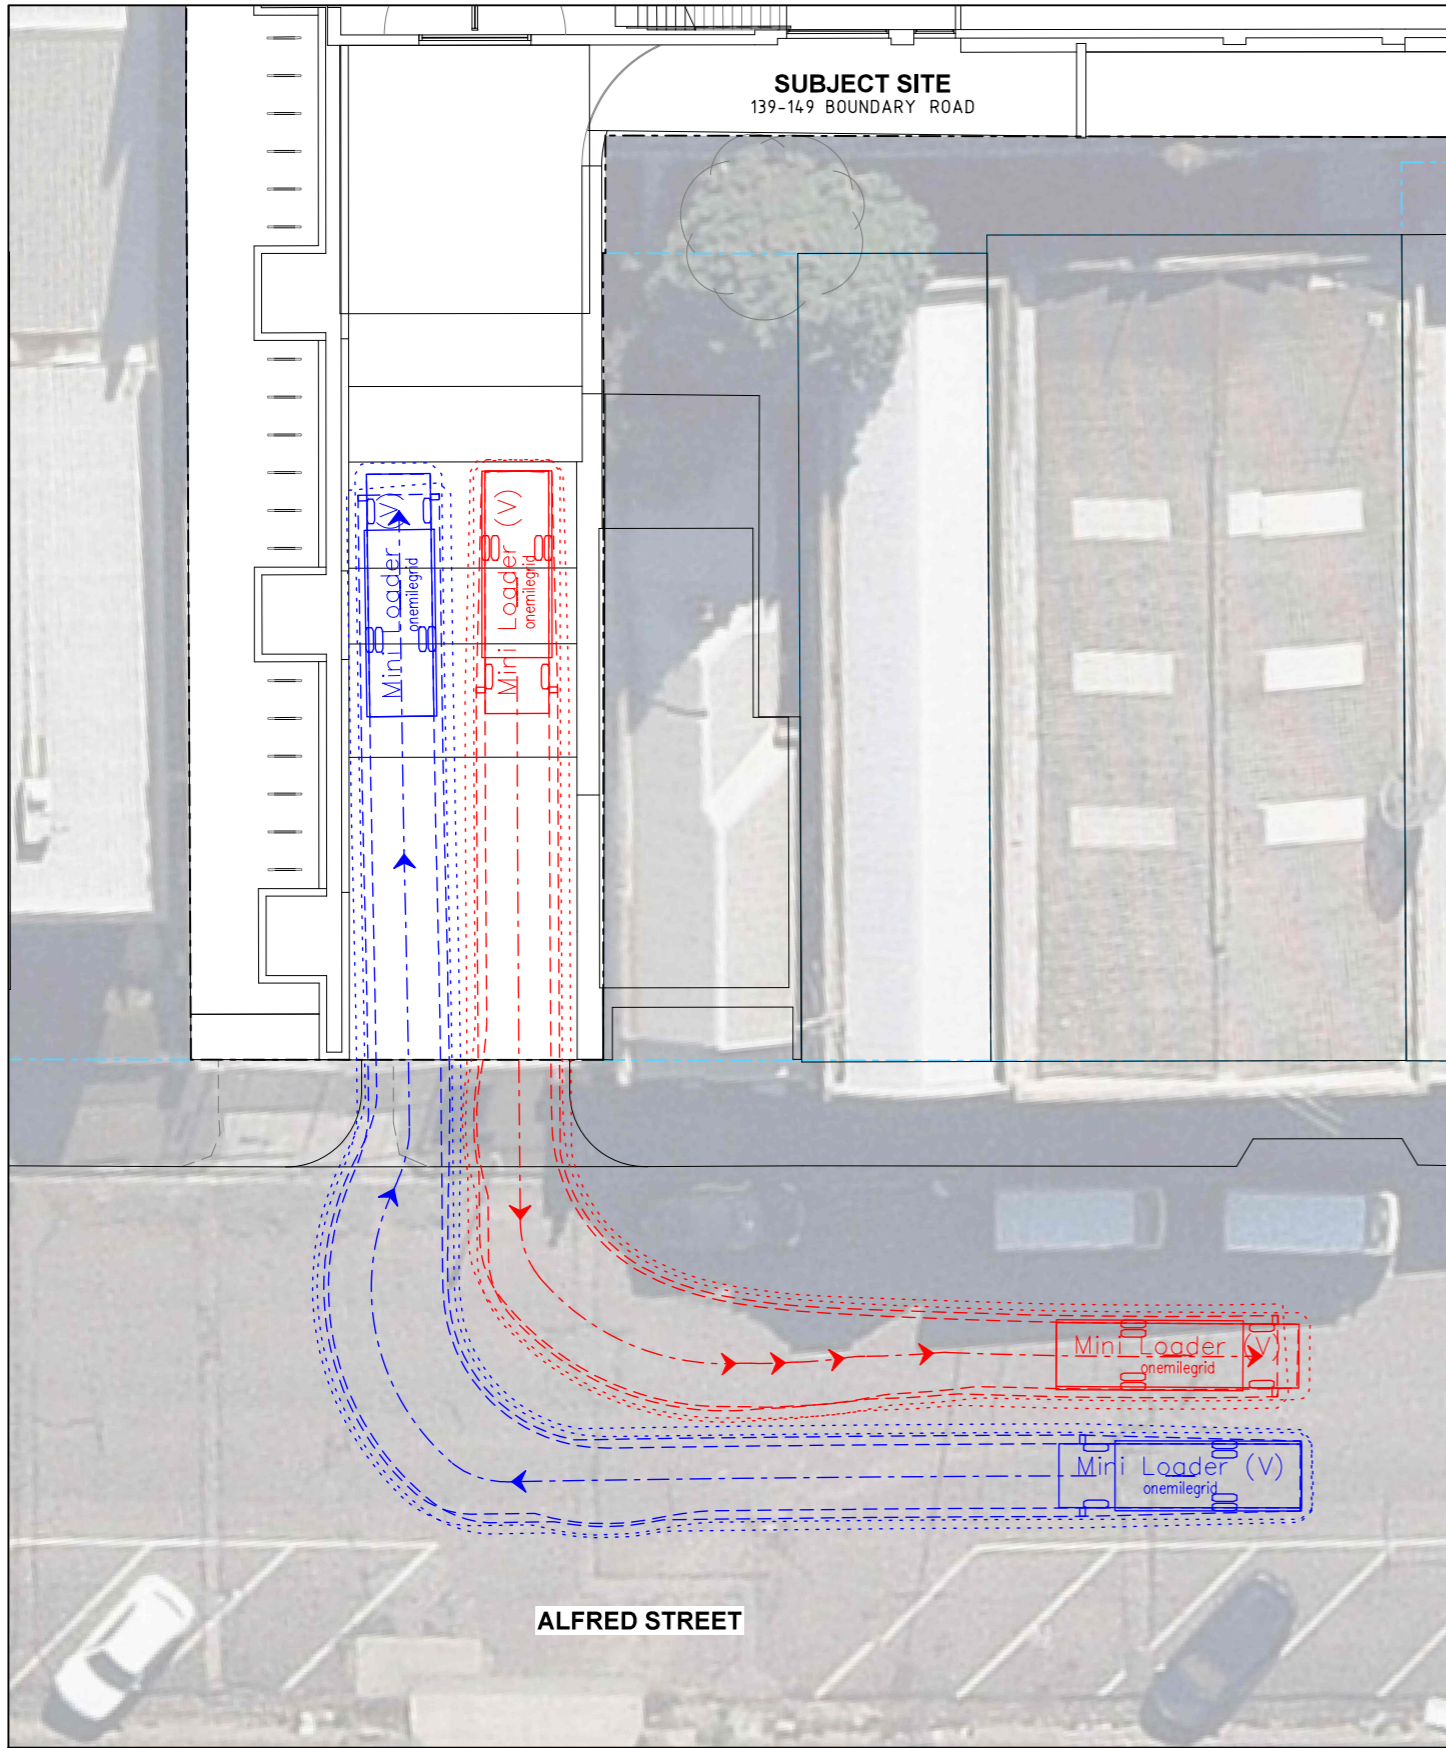 SUBJECT SITE
139-149 BOUNDARY ROAD
Mini Loader (V)
onemilegrid
Mini Loader (V)
onemilegrid
Mini Loader (V)
onemilegrid
Mini Loader (V)
onemilegrid
ALFRED STREET